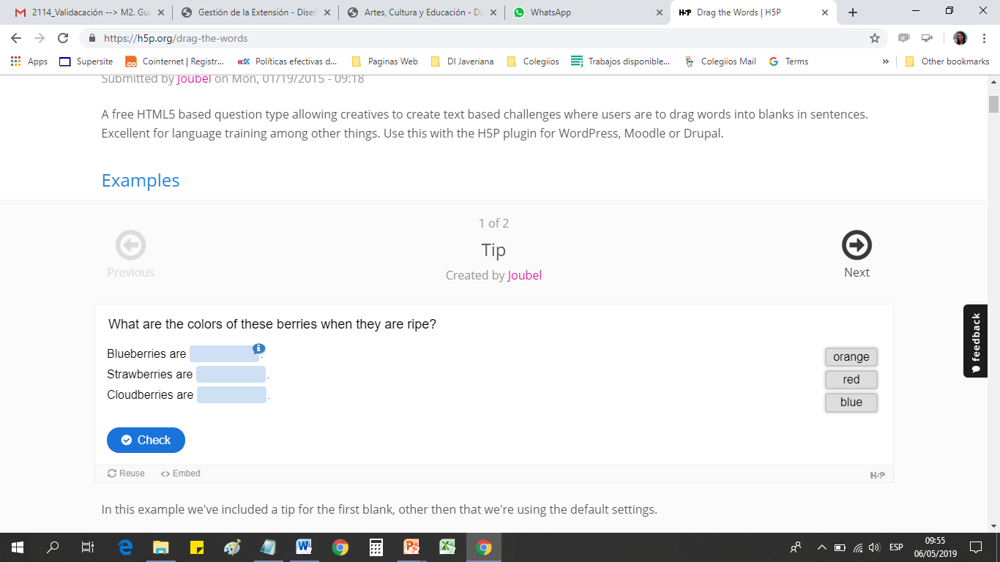 2114_Validacación --> M2. Gui
Gestión de la Extensión - Diseñ
Artes, Cultura y Educación - Di
WhatsApp
H5P Drag the Words | H5P
https://h5p.org/drag-the-words
Apps
Supersite
.co Cointernet | Registr...
edX Políticas efectivas d...
Paginas Web
DI Javeriana
Colegiios
Trabajos disponible...
Colegiios Mail
G Terms
»
Other bookmarks
Submitted by Joubel on Mon, 01/19/2015 - 09:18
A free HTML5 based question type allowing creatives to create text based challenges where users are to drag words into blanks in sentences.
Excellent for language training among other things. Use this with the H5P plugin for WordPress, Moodle or Drupal.
Examples
1 of 2
Tip
Created by Joubel
Previous
Next
feedback
What are the colors of these berries when they are ripe?
Blueberries are .
Strawberries are .
Cloudberries are .
orange
red
blue
Check
Reuse
<> Embed
H5P
In this example we've included a tip for the first blank, other then that we're using the default settings.
ESP
09:55
06/05/2019